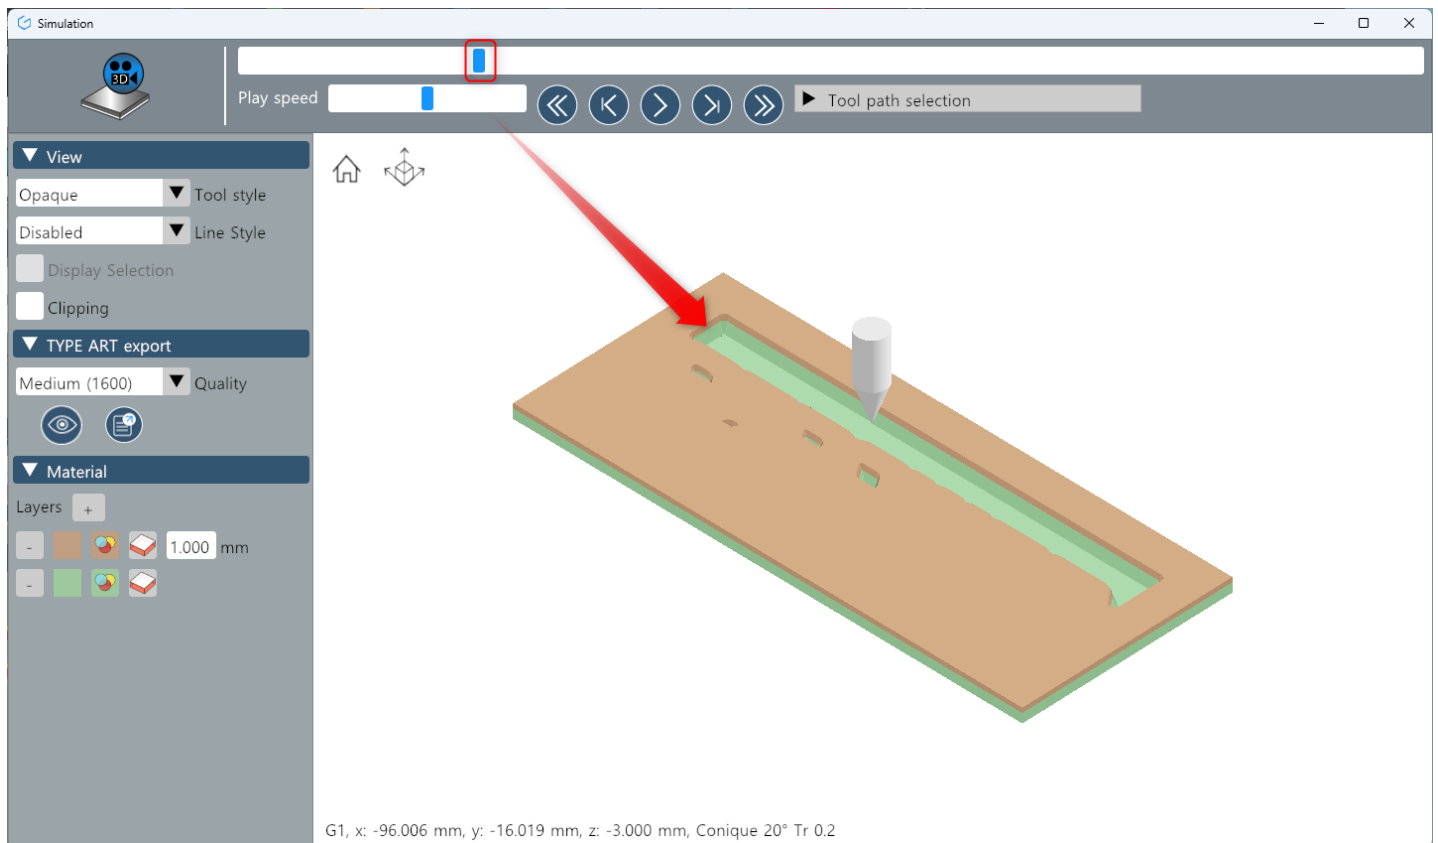 Simulation
3D
Play speed
Tool path selection
View
Opaque
Tool style
Disabled
Line Style
Display Selection
Clipping
TYPE ART export
Medium (1600)
Quality
Material
Layers +
- 1.000 mm
-
G1, x: -96.006 mm, y: -16.019 mm, z: -3.000 mm, Conique 20° Tr 0.2